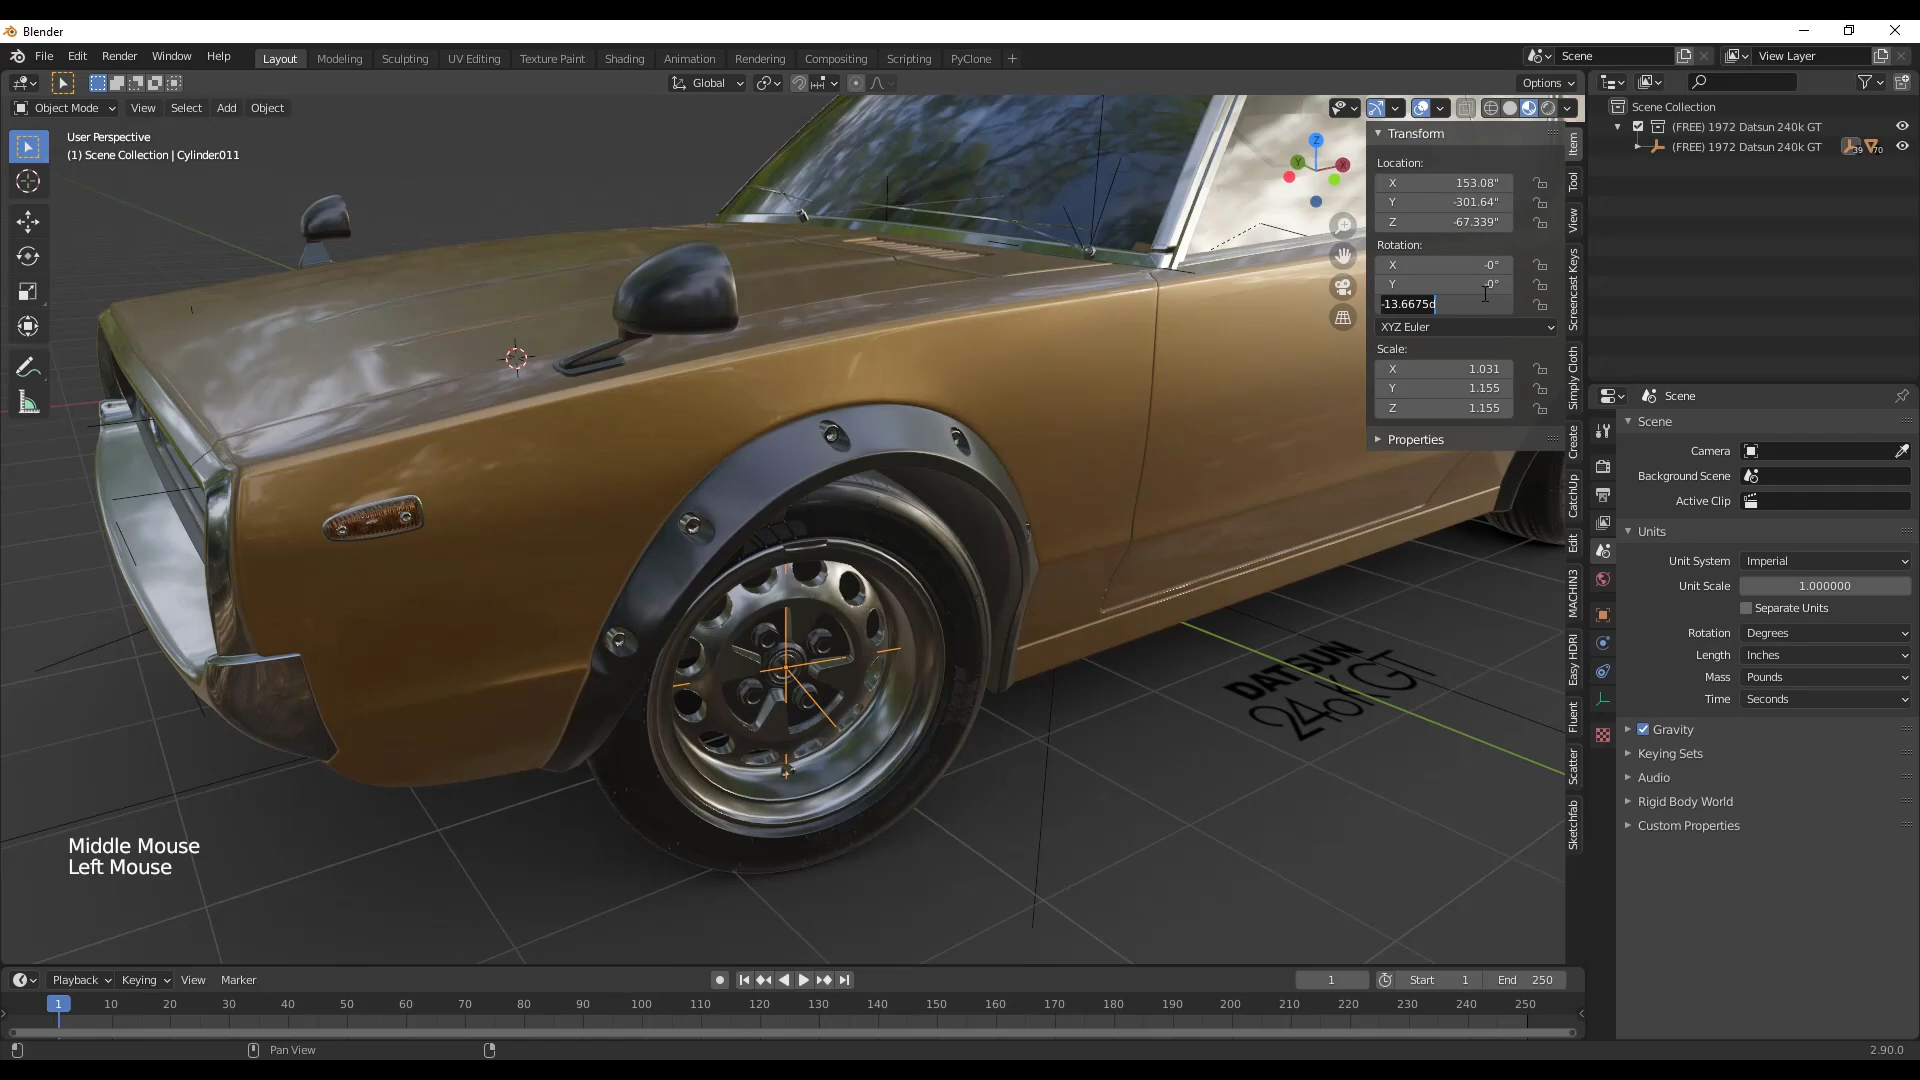 Blender
File Edit Render Window Help Layout Modeling Sculpting UV Editing Texture Paint Shading Animation Rendering Compositing Scripting PyClone Scene View Layer
Global Options
Object Mode View Select Add Object
User Perspective
(1) Scene Collection | Cylinder.011
Transform
Location:
X 153.08"
Y -301.64"
Z -67.339"
Rotation:
X -0°
Y -0°
-13.6675d
XYZ Euler
Scale:
X 1.031
Y 1.155
Z 1.155
Properties
Item
Tool
View
Screencast Keys
Simply Cloth
Create
CatchUp
Edit
MACHIN3
Easy HDRI
Fluent
Scatter
Sketchfab
Z
Y
X
Scene Collection
(FREE) 1972 Datsun 240k GT
(FREE) 1972 Datsun 240k GT 39 70
Scene
Scene
Camera
Background Scene
Active Clip
Units
Unit System Imperial
Unit Scale 1.000000
Separate Units
Rotation Degrees
Length Inches
Mass Pounds
Time Seconds
Gravity
Keying Sets
Audio
Rigid Body World
Custom Properties
DATSUN
240KGT
Middle Mouse
Left Mouse
Playback Keying View Marker 1 Start 1 End 250
1 10 20 30 40 50 60 70 80 90 100 110 120 130 140 150 160 170 180 190 200 210 220 230 240 250
Pan View 2.90.0